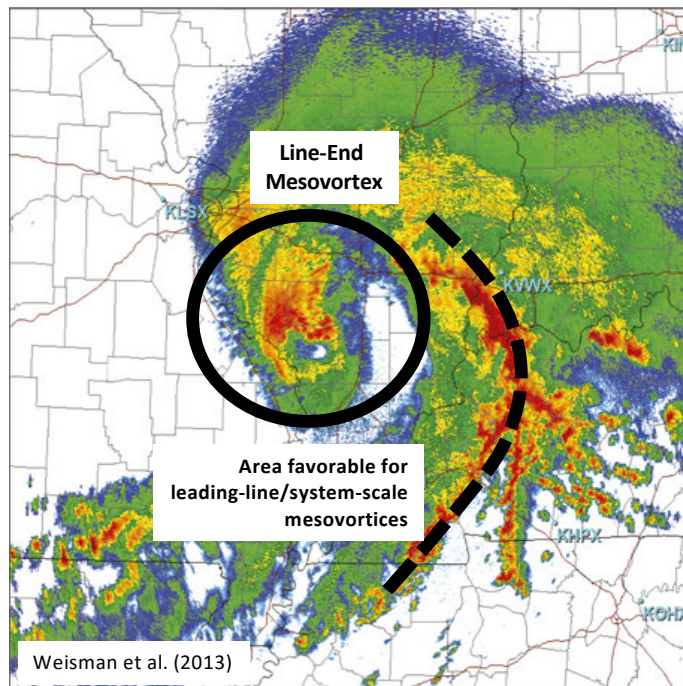 KIN
Line-End
Mesovortex
KLSX
KVWX
Area favorable for
leading-line/system-scale
mesovortices
KHPX
KOHX
Weisman et al. (2013)